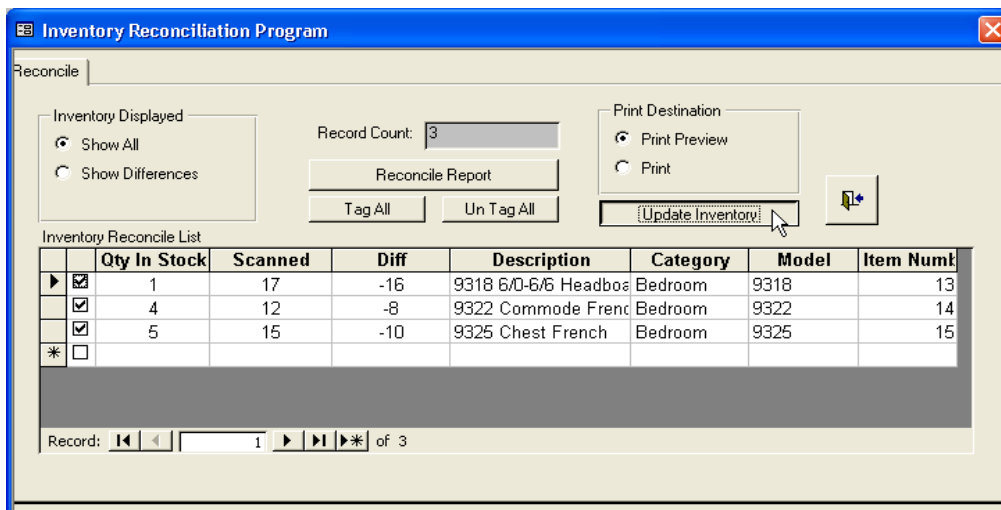 Inventory Reconciliation Program
Reconcile
Inventory Displayed
Show All
Show Differences
Record Count: 3
Reconcile Report
Tag All Un Tag All
Print Destination
Print Preview
Print
Update Inventory
Inventory Reconcile List
Qty In Stock Scanned Diff Description Category Model Item Numb
1 17 -16 9318 6/0-6/6 Headboa Bedroom 9318 13
4 12 -8 9322 Commode Frenc Bedroom 9322 14
5 15 -10 9325 Chest French Bedroom 9325 15
Record: 1 of 3